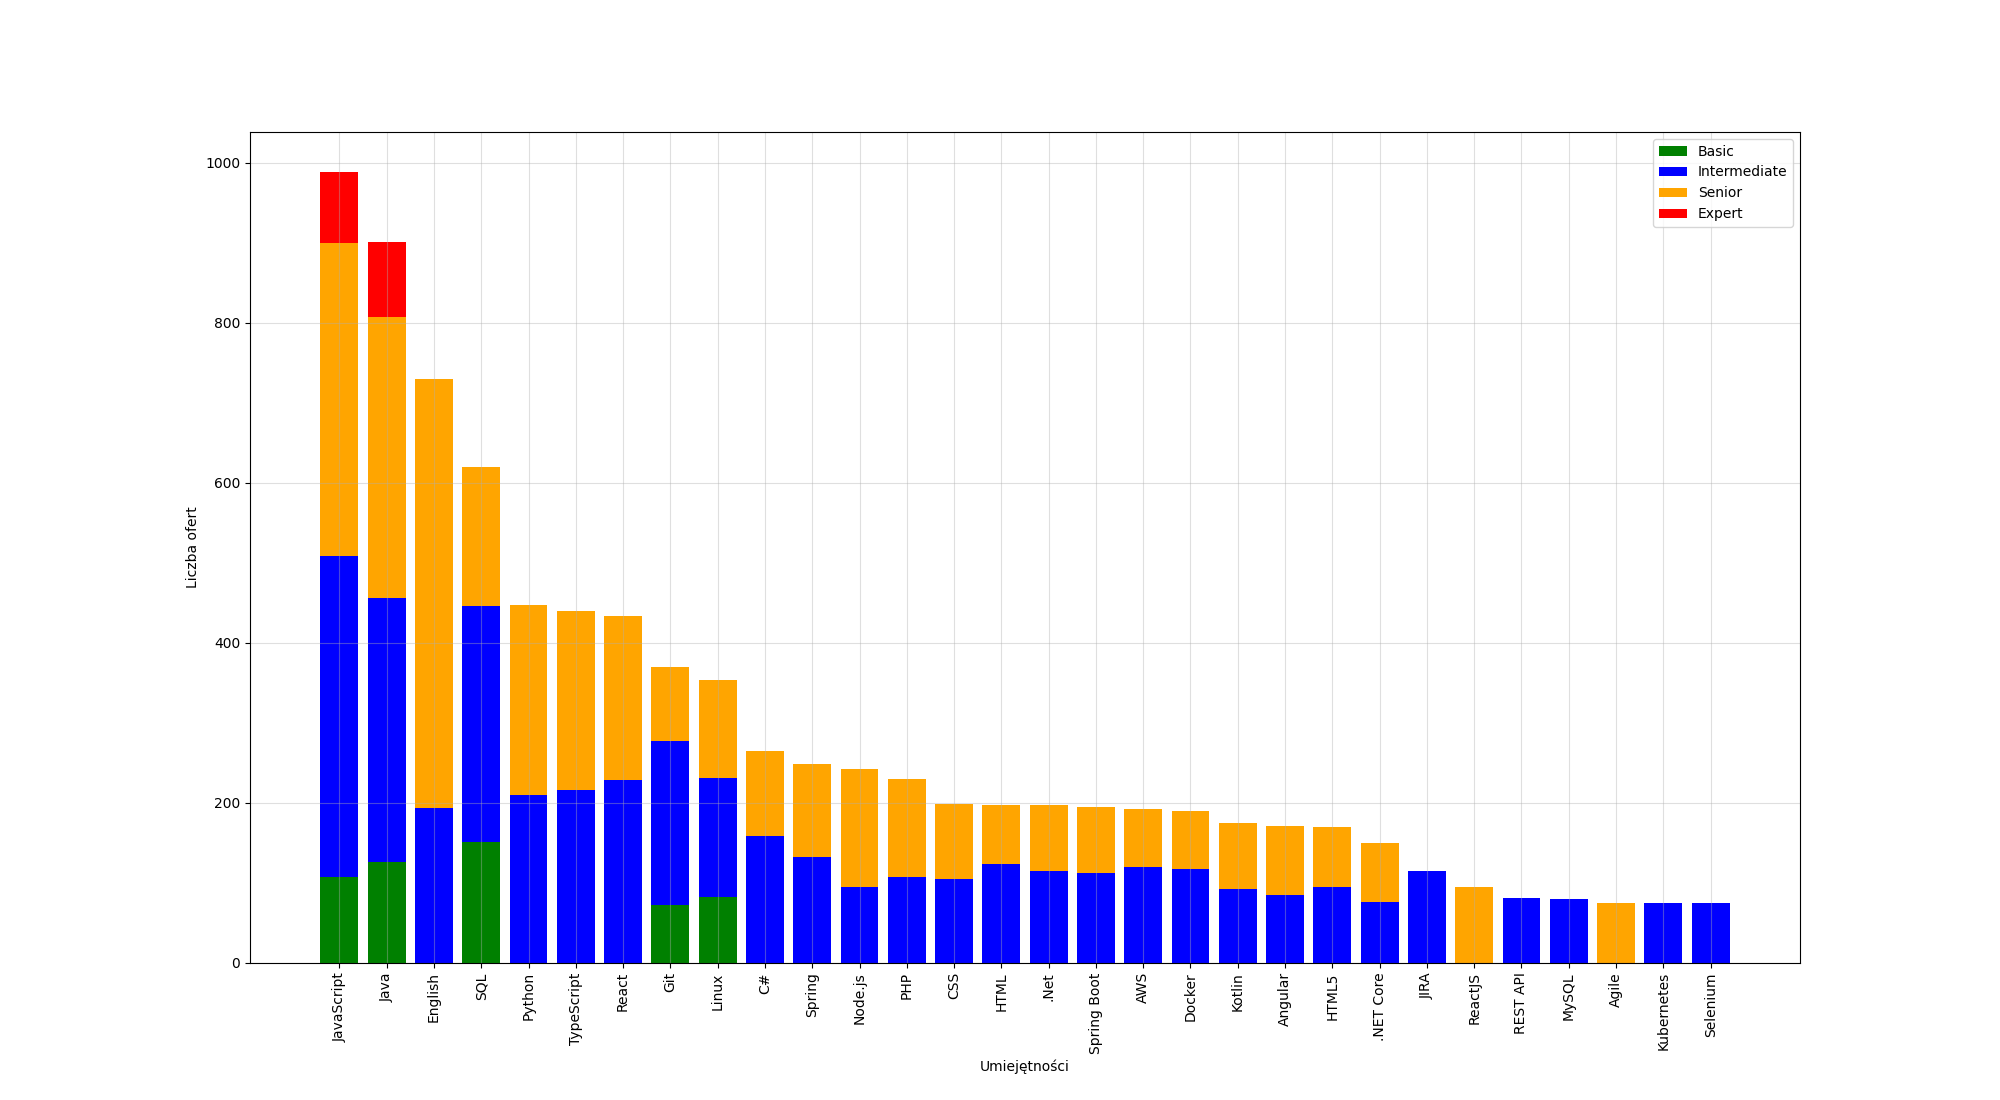 Basic
Intermediate
Senior
Expert
1000
800
600
400
200
0
Liczba ofert
JavaScript
Java
English
SQL
Python
TypeScript
React
Git
Linux
C#
Spring
Node.js
PHP
CSS
HTML
.Net
Spring Boot
AWS
Docker
Kotlin
Angular
HTML5
.NET Core
JIRA
ReactJS
REST API
MySQL
Agile
Kubernetes
Selenium
Umiejętności